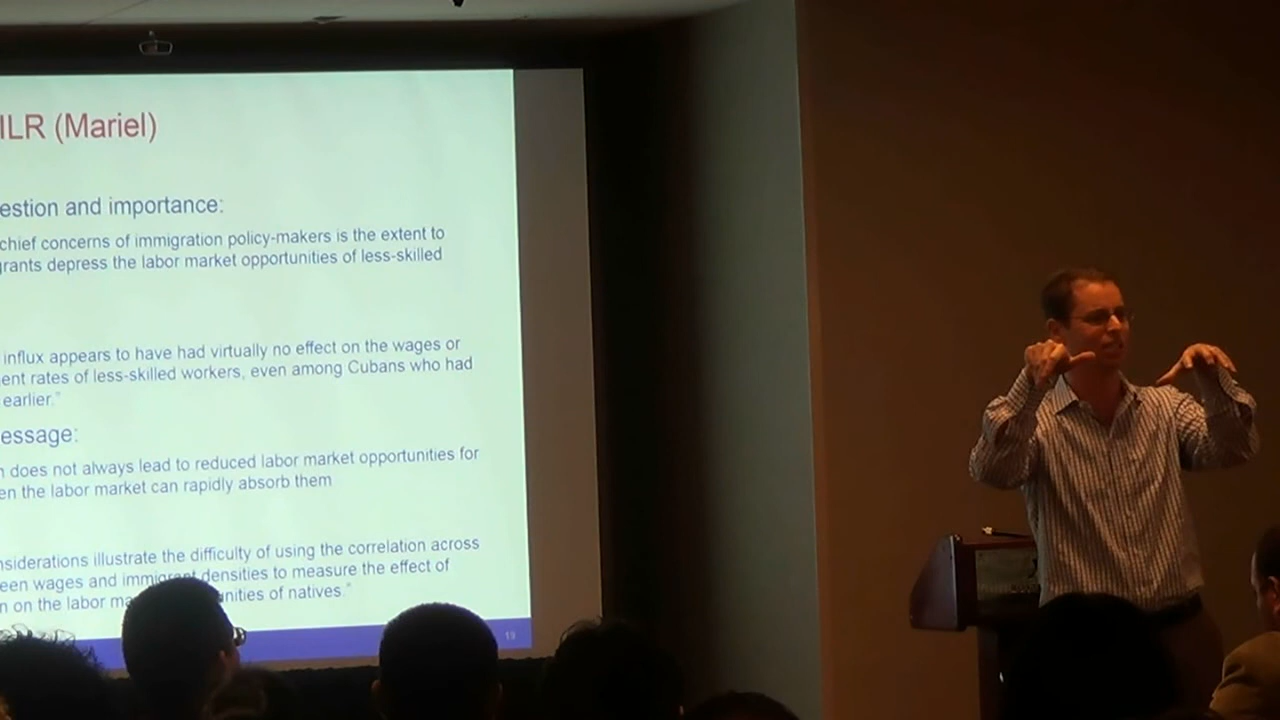 ILR (Mariel)
estion and importance:
chief concerns of immigration policy-makers is the extent to
grants depress the labor market opportunities of less-skilled
influx appears to have had virtually no effect on the wages or
ent rates of less-skilled workers, even among Cubans who had
earlier."
essage:
n does not always lead to reduced labor market opportunities for
en the labor market can rapidly absorb them
nsiderations illustrate the difficulty of using the correlation across
een wages and immigrant densities to measure the effect of
n on the labor ma unities of natives."
19